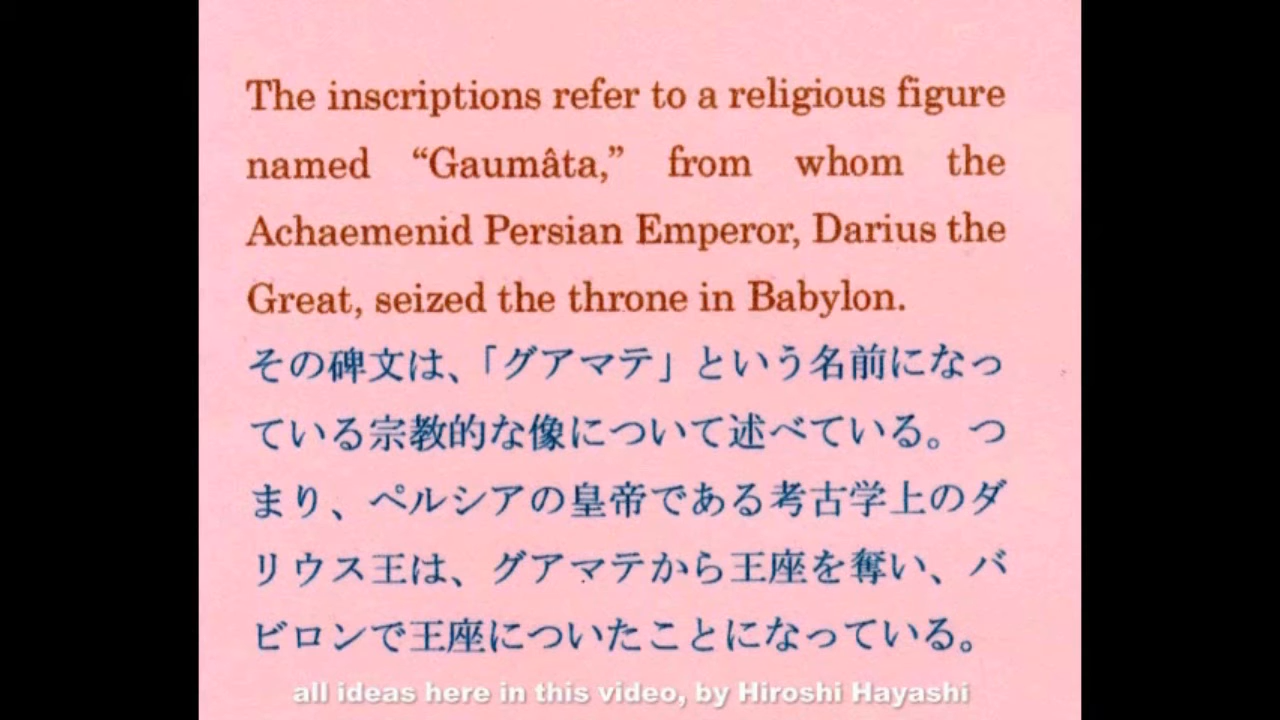 The inscriptions refer to a religious figure
named “Gaumâta,” from whom the
Achaemenid Persian Emperor, Darius the
Great, seized the throne in Babylon.
その碑文は、「グアマテ」という名前になっ
ている宗教的な像について述べている。つ
まり、ペルシアの皇帝である考古学上のダ
リウス王は、グアマテから王座を奪い、バ
ビロンで王座についたことになっている。
all ideas here in this video, by Hiroshi Hayashi